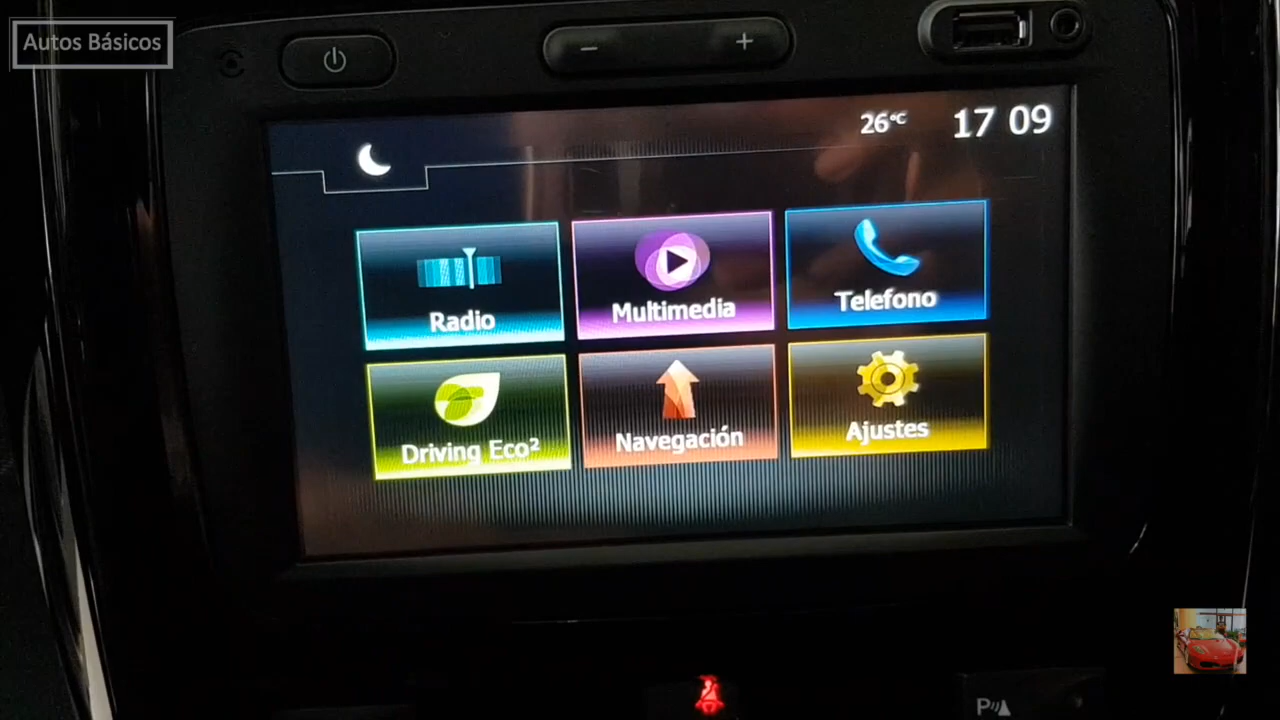 Autos Básicos
26°C 17 09
Radio
Multimedia
Telefono
Driving Eco²
Navegación
Ajustes
P